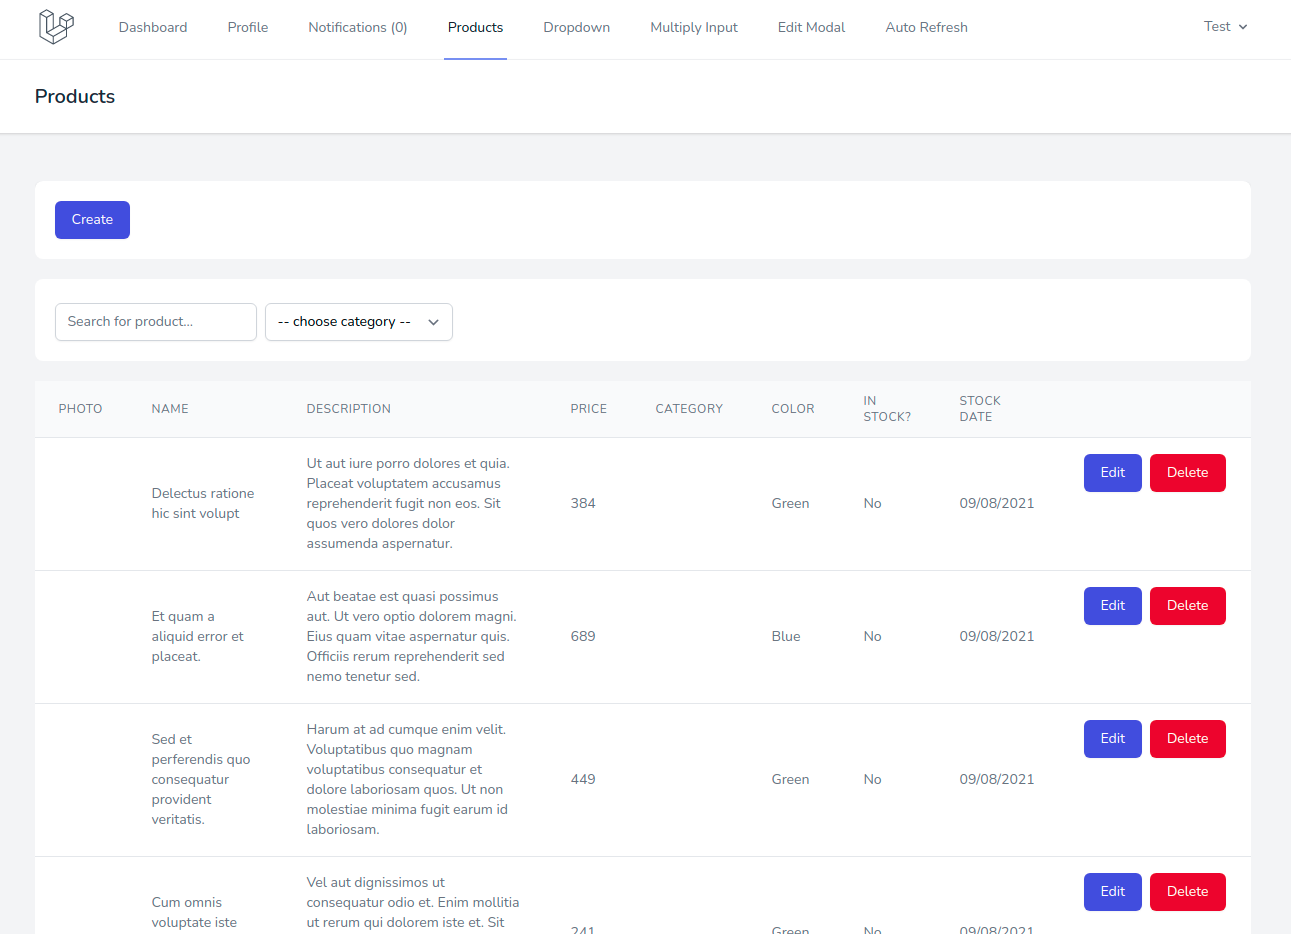 Dashboard Profile Notifications (0) Products Dropdown Multiply Input Edit Modal Auto Refresh Test
Products
Create
Search for product...
-- choose category --
PHOTO NAME DESCRIPTION PRICE CATEGORY COLOR IN STOCK? STOCK DATE
Delectus ratione
hic sint volupt
Ut aut iure porro dolores et quia.
Placeat voluptatem accusamus
reprehenderit fugit non eos. Sit
quos vero dolores dolor
assumenda aspernatur.
384 Green No 09/08/2021
Edit Delete
Et quam a
aliquid error et
placeat.
Aut beatae est quasi possimus
aut. Ut vero optio dolorem magni.
Eius quam vitae aspernatur quis.
Officiis rerum reprehenderit sed
nemo tenetur sed.
689 Blue No 09/08/2021
Edit Delete
Sed et
perferendis quo
consequatur
provident
veritatis.
Harum at ad cumque enim velit.
Voluptatibus quo magnam
voluptatibus consequatur et
dolore laboriosam quos. Ut non
molestiae minima fugit earum id
laboriosam.
449 Green No 09/08/2021
Edit Delete
Cum omnis
voluptate iste
Vel aut dignissimos ut
consequatur odio et. Enim mollitia
ut rerum qui dolorem iste et. Sit
241 Green No 09/08/2021
Edit Delete